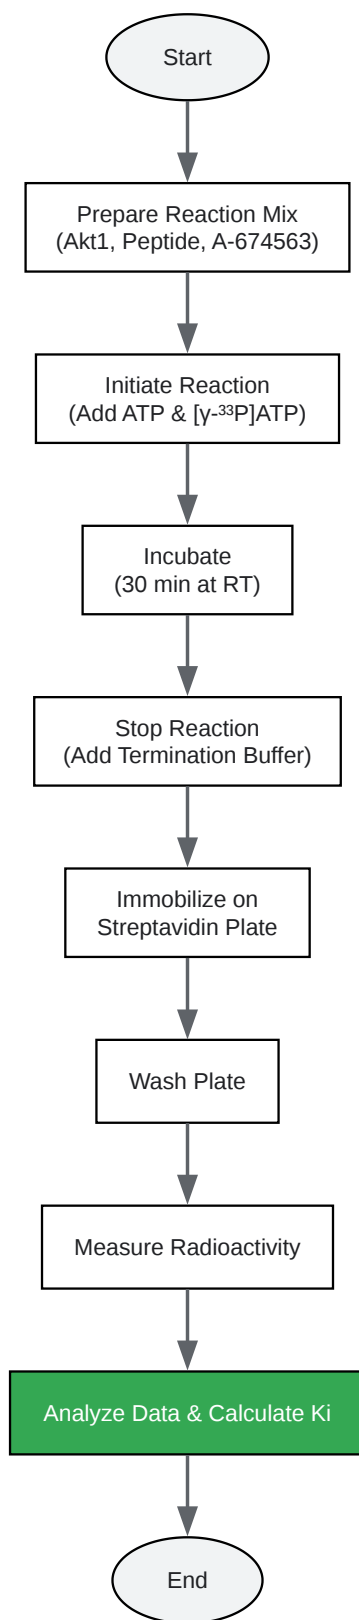 Start
Prepare Reaction Mix
(Akt1, Peptide, A-674563)
Initiate Reaction
(Add ATP & [γ-³³P]ATP)
Incubate
(30 min at RT)
Stop Reaction
(Add Termination Buffer)
Immobilize on
Streptavidin Plate
Wash Plate
Measure Radioactivity
Analyze Data & Calculate Ki
End